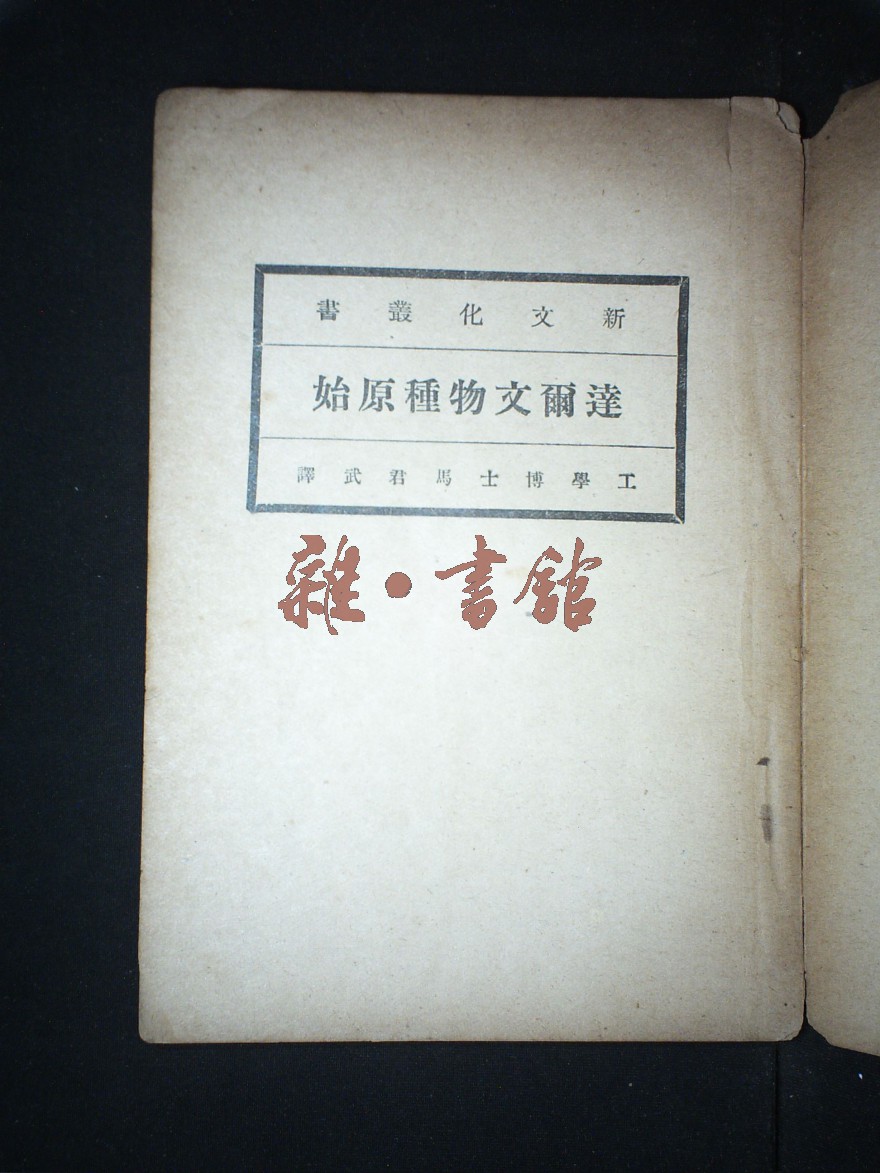 新文化叢書
達爾文物種原始
工學博士馬君武譯
雜·書館